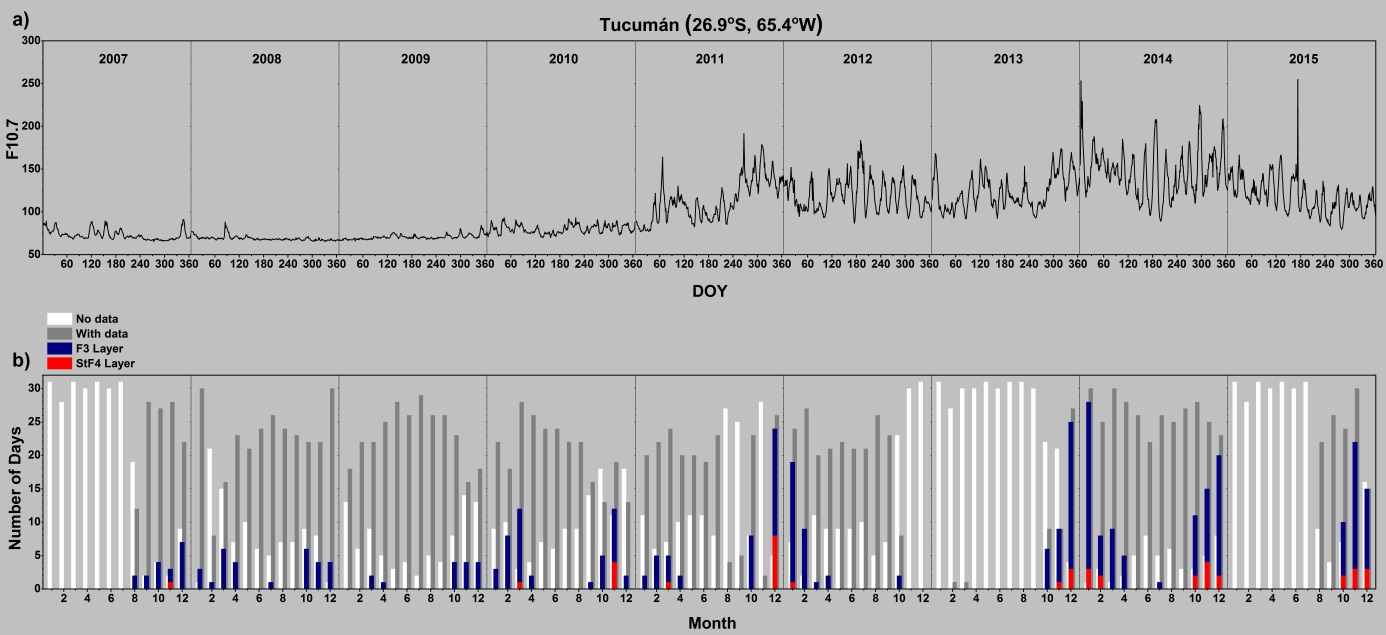 a)
Tucumán (26.9ºS, 65.4ºW)
300
250
200
150
100
50
F10.7
2007 2008 2009 2010 2011 2012 2013 2014 2015
60 120 180 240 300 360 60 120 180 240 300 360 60 120 180 240 300 360 60 120 180 240 300 360 60 120 180 240 300 360 60 120 180 240 300 360 60 120 180 240 300 360 60 120 180 240 300 360 60 120 180 240 300 360
DOY
No data
With data
F3 Layer
StF4 Layer
b)
30
25
20
15
10
5
0
Number of Days
2 4 6 8 10 12 2 4 6 8 10 12 2 4 6 8 10 12 2 4 6 8 10 12 2 4 6 8 10 12 2 4 6 8 10 12 2 4 6 8 10 12 2 4 6 8 10 12 2 4 6 8 10 12
Month